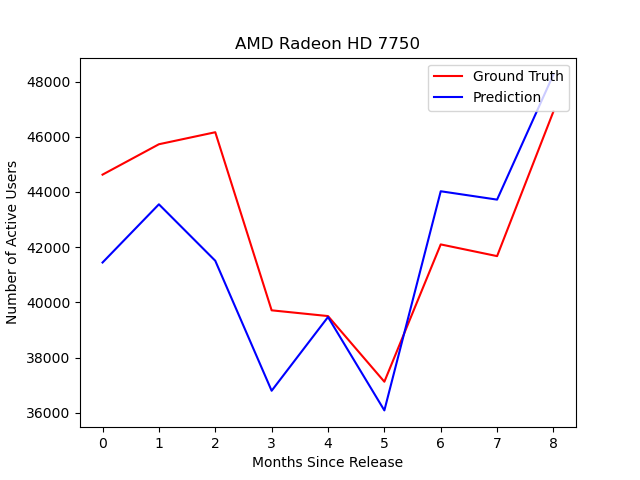 AMD Radeon HD 7750
Ground Truth
Prediction
48000
46000
44000
42000
40000
38000
36000
Number of Active Users
0 1 2 3 4 5 6 7 8
Months Since Release